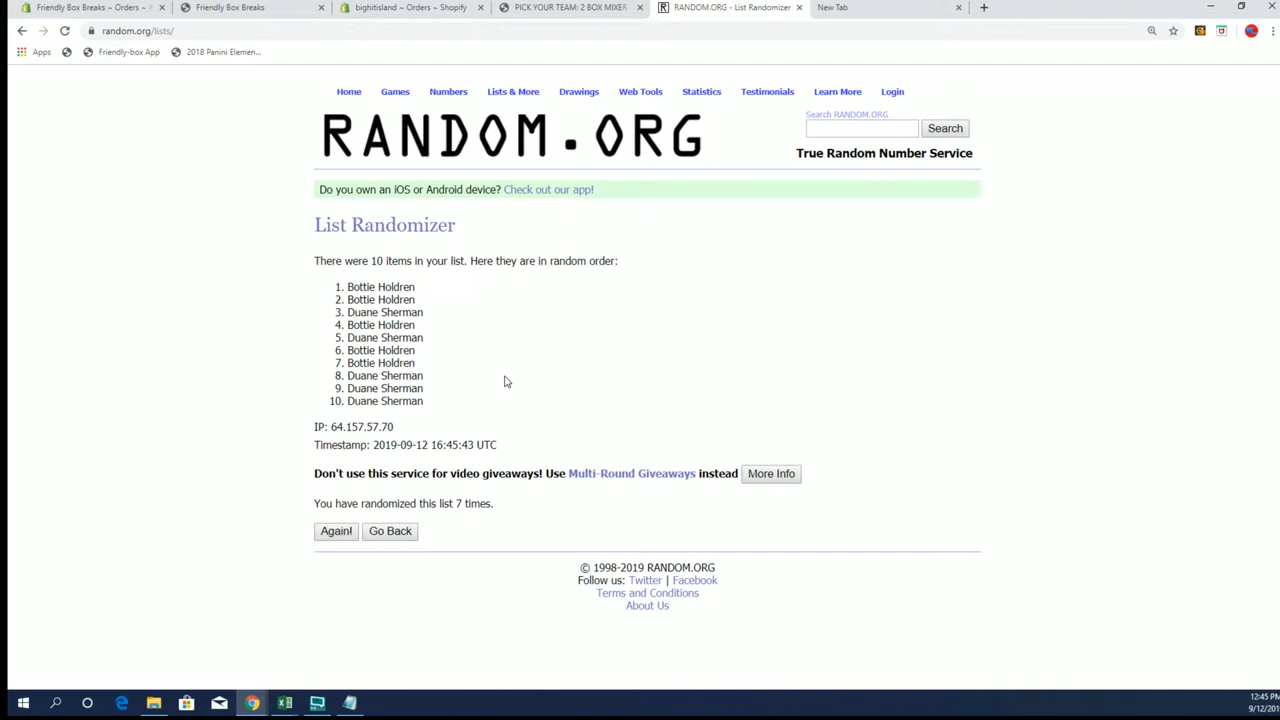 Friendly Box Breaks ~ Orders ~
Friendly Box Breaks
bighitisland ~ Orders ~ Shopify
PICK YOUR TEAM: 2 BOX MIXER
RANDOM.ORG - List Randomizer
New Tab
random.org/lists/
Apps
Friendly-box App
2018 Panini Elemen...
Home Games Numbers Lists & More Drawings Web Tools Statistics Testimonials Learn More Login
RANDOM.ORG
Search RANDOM.ORG
Search
True Random Number Service
Do you own an iOS or Android device? Check out our app!
List Randomizer
There were 10 items in your list. Here they are in random order:
1. Bottie Holdren
2. Bottie Holdren
3. Duane Sherman
4. Bottie Holdren
5. Duane Sherman
6. Bottie Holdren
7. Bottie Holdren
8. Duane Sherman
9. Duane Sherman
10. Duane Sherman
IP: 64.157.57.70
Timestamp: 2019-09-12 16:45:43 UTC
Don't use this service for video giveaways! Use Multi-Round Giveaways instead More Info
You have randomized this list 7 times.
Again! Go Back
© 1998-2019 RANDOM.ORG
Follow us: Twitter | Facebook
Terms and Conditions
About Us
12:45 PM